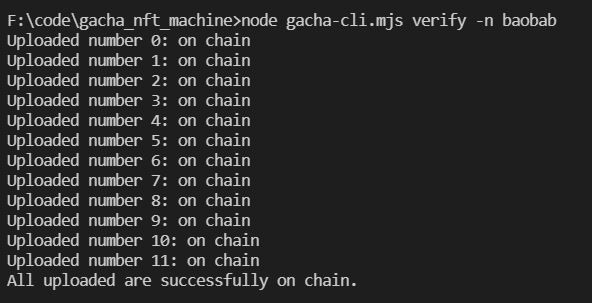 F:\code\gacha_nft_machine>node gacha-cli.mjs verify -n baobab
Uploaded number 0: on chain
Uploaded number 1: on chain
Uploaded number 2: on chain
Uploaded number 3: on chain
Uploaded number 4: on chain
Uploaded number 5: on chain
Uploaded number 6: on chain
Uploaded number 7: on chain
Uploaded number 8: on chain
Uploaded number 9: on chain
Uploaded number 10: on chain
Uploaded number 11: on chain
All uploaded are successfully on chain.